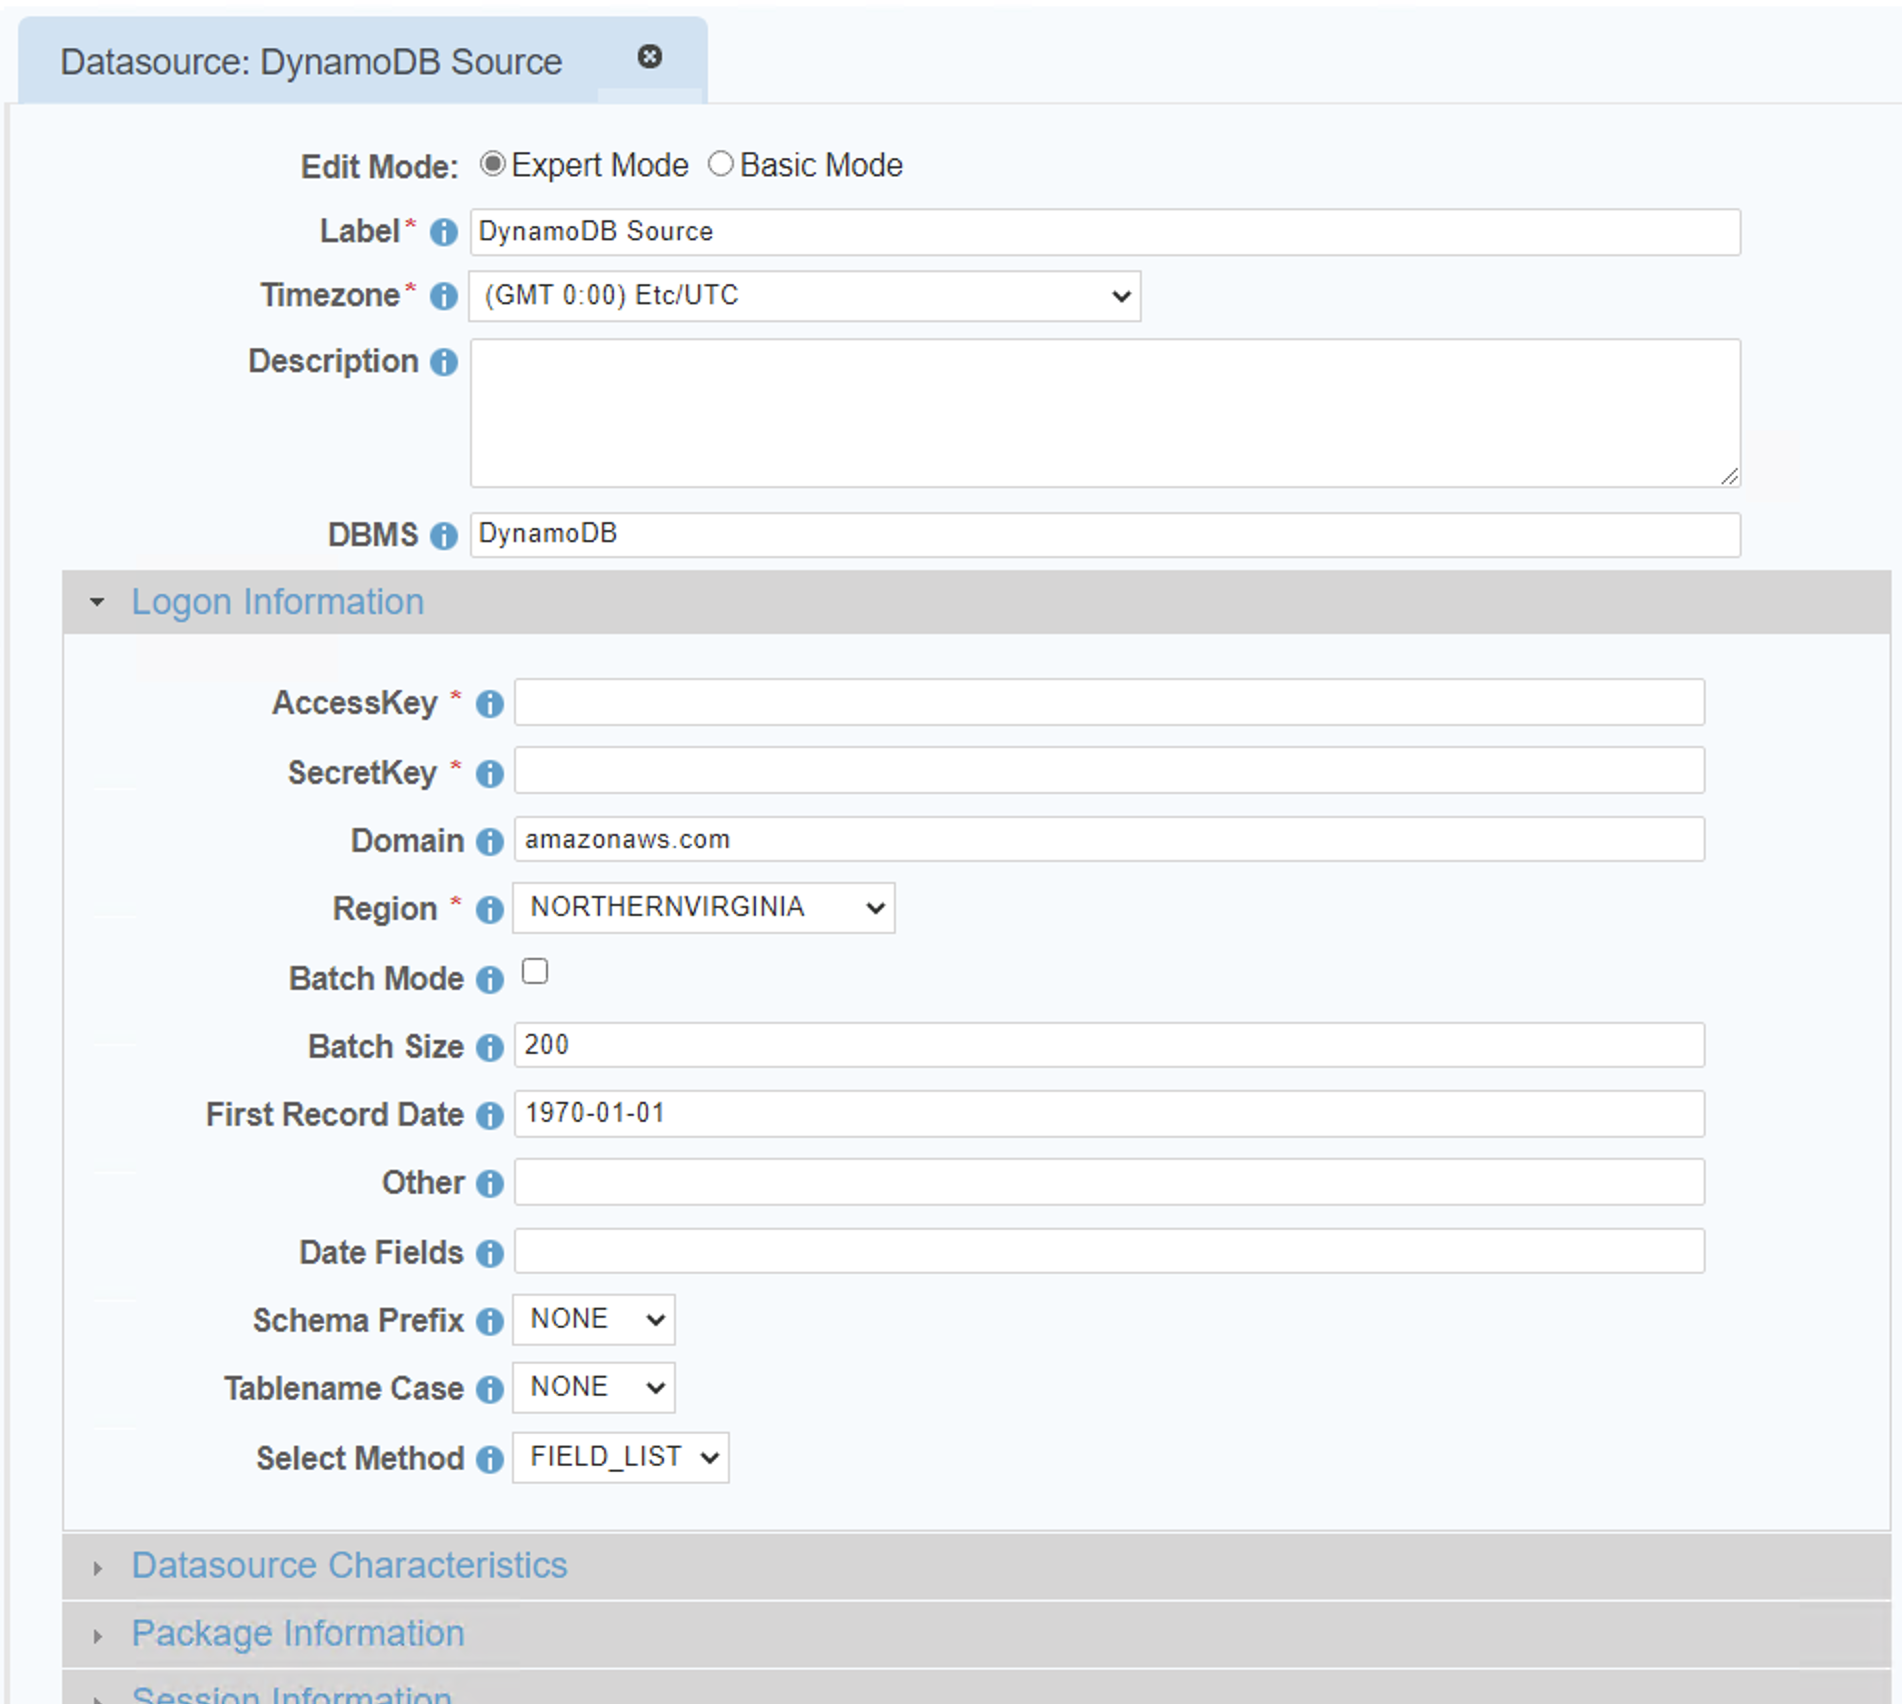 Datasource: DynamoDB Source
Edit Mode: Expert Mode Basic Mode
Label* DynamoDB Source
Timezone* (GMT 0:00) Etc/UTC
Description
DBMS DynamoDB
Logon Information
AccessKey *
SecretKey *
Domain amazonaws.com
Region * NORTHERNVIRGINIA
Batch Mode
Batch Size 200
First Record Date 1970-01-01
Other
Date Fields
Schema Prefix NONE
Tablename Case NONE
Select Method FIELD_LIST
Datasource Characteristics
Package Information
Session Information